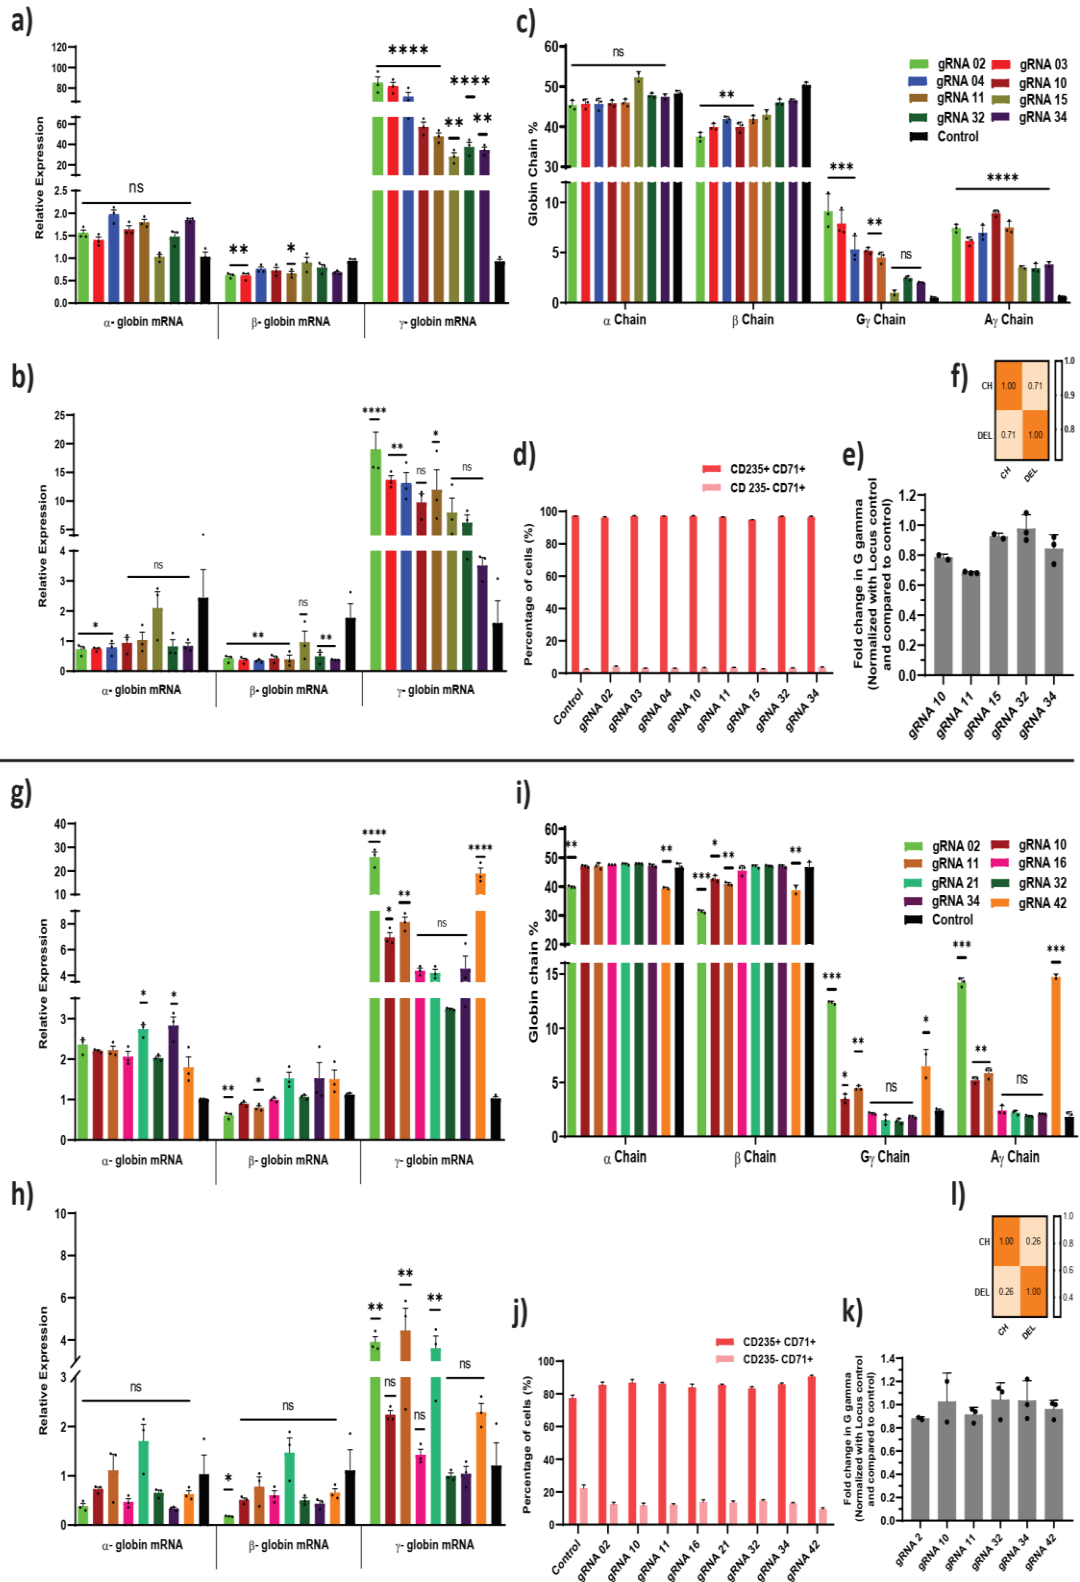 a)
120
100
80
60
40
20
2.5
2.0
1.5
1.0
0.5
0.0
Relative Expression
ns
**
*
****
****
**
**
α- globin mRNA
β- globin mRNA
γ- globin mRNA
c)
60
50
40
30
10
5
0
Globin Chain %
ns
**
***
**
ns
****
α Chain
β Chain
Gγ Chain
Aγ Chain
gRNA 02
gRNA 03
gRNA 04
gRNA 10
gRNA 11
gRNA 15
gRNA 32
gRNA 34
Control
b)
25
20
15
10
5
4
3
2
1
0
Relative Expression
*
ns
**
ns
**
****
**
ns
*
ns
α- globin mRNA
β- globin mRNA
γ- globin mRNA
d)
CD235+ CD71+
CD 235- CD71+
100
80
60
40
20
0
Percentage of cells (%)
Control
gRNA 02
gRNA 03
gRNA 04
gRNA 10
gRNA 11
gRNA 15
gRNA 32
gRNA 34
f)
CH
DEL
1.00
0.71
0.71
1.00
CH
DEL
1.0
0.9
0.8
e)
1.2
1.0
0.8
0.6
0.4
0.2
0.0
Fold change in G gamma
(Normalized with Locus control
and compared to control)
gRNA 10
gRNA 11
gRNA 15
gRNA 32
gRNA 34
g)
40
30
20
10
8
6
4
3
2
1
0
Relative Expression
*
*
**
*
****
*
**
ns
****
α- globin mRNA
β- globin mRNA
γ- globin mRNA
i)
60
50
40
30
20
15
10
5
0
Globin chain %
**
**
***
*
**
**
***
*
**
ns
*
***
**
ns
***
α Chain
β Chain
Gγ Chain
Aγ Chain
gRNA 02
gRNA 10
gRNA 11
gRNA 16
gRNA 21
gRNA 32
gRNA 34
gRNA 42
Control
h)
10
8
6
4
3
2
1
0
Relative Expression
ns
*
ns
**
ns
**
ns
**
ns
α- globin mRNA
β- globin mRNA
γ- globin mRNA
j)
CD235+ CD71+
CD235- CD71+
100
80
60
40
20
0
Percentage of cells (%)
Control
gRNA 02
gRNA 10
gRNA 11
gRNA 16
gRNA 21
gRNA 32
gRNA 34
gRNA 42
l)
CH
DEL
1.00
0.26
0.26
1.00
CH
DEL
1.0
0.8
0.6
0.4
k)
1.4
1.2
1.0
0.8
0.6
0.4
0.2
0.0
Fold change in G gamma
(Normalized with Locus control
and compared to control)
gRNA 2
gRNA 10
gRNA 11
gRNA 32
gRNA 34
gRNA 42